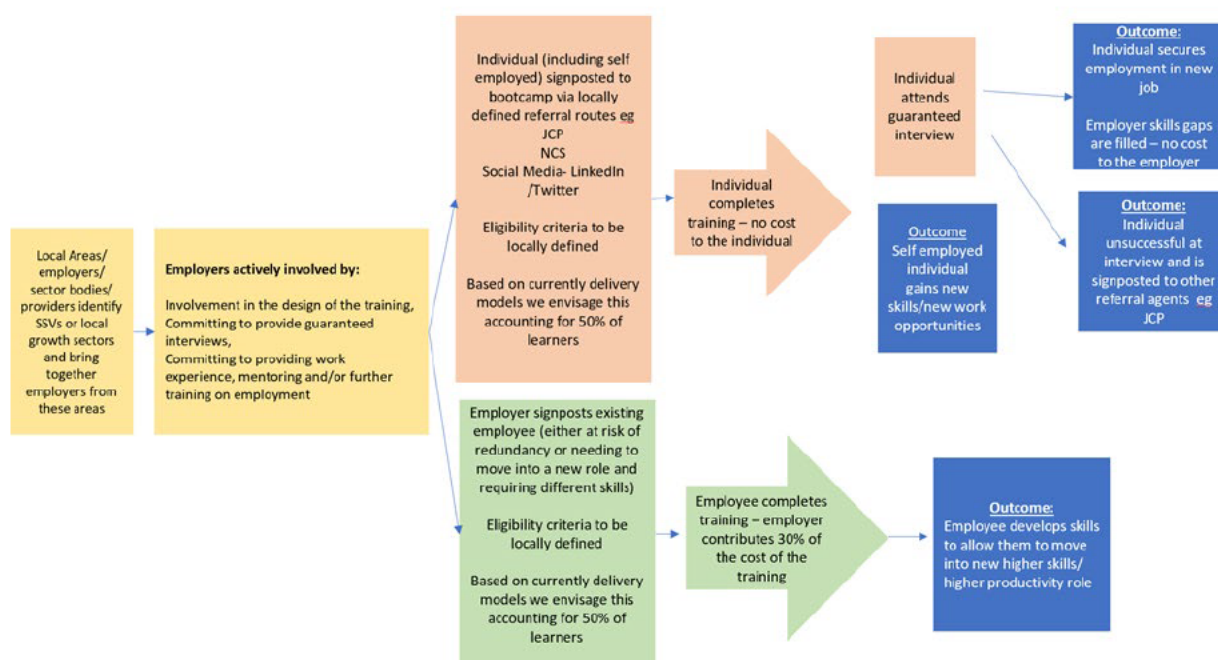 Local Areas/
employers/
sector bodies/
providers identify
SSVs or local
growth sectors
and bring
together
employers from
these areas
Employers actively involved by:
Involvement in the design of the training,
Committing to provide guaranteed
interviews,
Committing to providing work
experience, mentoring and/or further
training on employment
Individual (including self
employed) signposted to
bootcamp via locally
defined referral routes eg
JCP
NCS
Social Media- LinkedIn
/Twitter
Eligibility criteria to be
locally defined
Based on currently delivery
models we envisage this
accounting for 50% of
learners
Individual
completes
training – no cost
to the individual
Individual
attends
guaranteed
interview
Outcome
Self employed
individual
gains new
skills/new work
opportunities
Outcome:
Individual secures
employment in new
job
Employer skills gaps
are filled – no cost
to the employer
Outcome:
Individual
unsuccessful at
interview and is
signposted to other
referral agents eg
JCP
Employer signposts existing
employee (either at risk of
redundancy or needing to
move into a new role and
requiring different skills)
Eligibility criteria to be
locally defined
Based on currently delivery
models we envisage this
accounting for 50% of
learners
Employee completes
training – employer
contributes 30% of
the cost of the
training
Outcome:
Employee develops skills
to allow them to move
into new higher skills/
higher productivity role